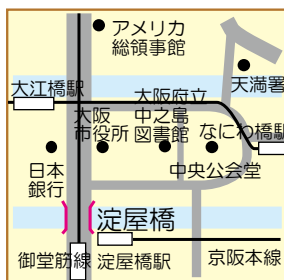 アメリカ
総領事館
天満署
大江橋駅
大阪府立
中之島
図書館
大阪
市役所
なにわ橋駅
日本
銀行
中央公会堂
淀屋橋
御堂筋線
淀屋橋駅
京阪本線